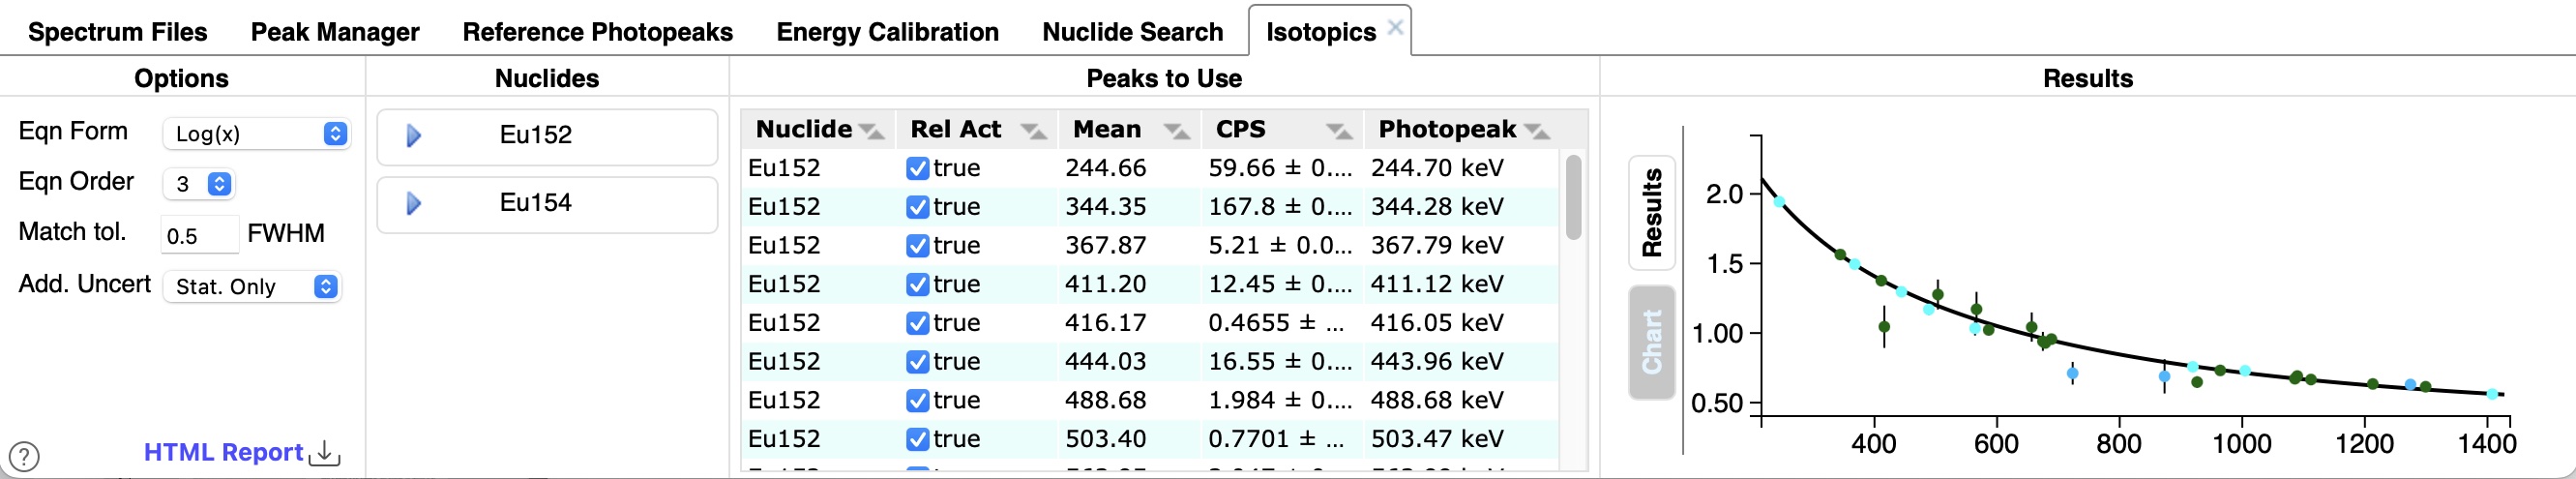 Spectrum Files Peak Manager Reference Photopeaks Energy Calibration Nuclide Search Isotopics
Options Nuclides Peaks to Use Results
Eqn Form Log(x)
Eqn Order 3
Match tol. 0.5 FWHM
Add. Uncert Stat. Only
? HTML Report
Eu152
Eu154
Nuclide Rel Act Mean CPS Photopeak
Eu152 true 244.66 59.66 ± 0.... 244.70 keV
Eu152 true 344.35 167.8 ± 0.... 344.28 keV
Eu152 true 367.87 5.21 ± 0.0... 367.79 keV
Eu152 true 411.20 12.45 ± 0.... 411.12 keV
Eu152 true 416.17 0.4655 ± ... 416.05 keV
Eu152 true 444.03 16.55 ± 0.... 443.96 keV
Eu152 true 488.68 1.984 ± 0.... 488.68 keV
Eu152 true 503.40 0.7701 ± ... 503.47 keV
Results
Chart
2.0
1.5
1.00
0.50
400 600 800 1000 1200 1400